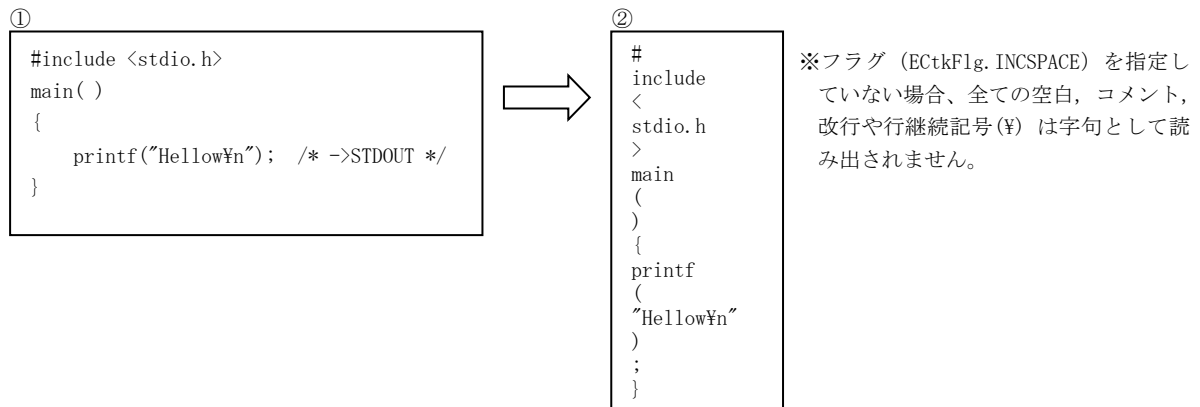 ①
#include <stdio.h>
main( )
{
printf("Hellow¥n"); /* ->STDOUT */
}
②
#
include
<
stdio.h
>
main
(
)
{
printf
(
"Hellow¥n"
)
;
}
※フラグ (ECtkFlg.INCSPACE) を指定し
ていない場合、全ての空白, コメント,
改行や行継続記号(¥) は字句として読
み出されません。